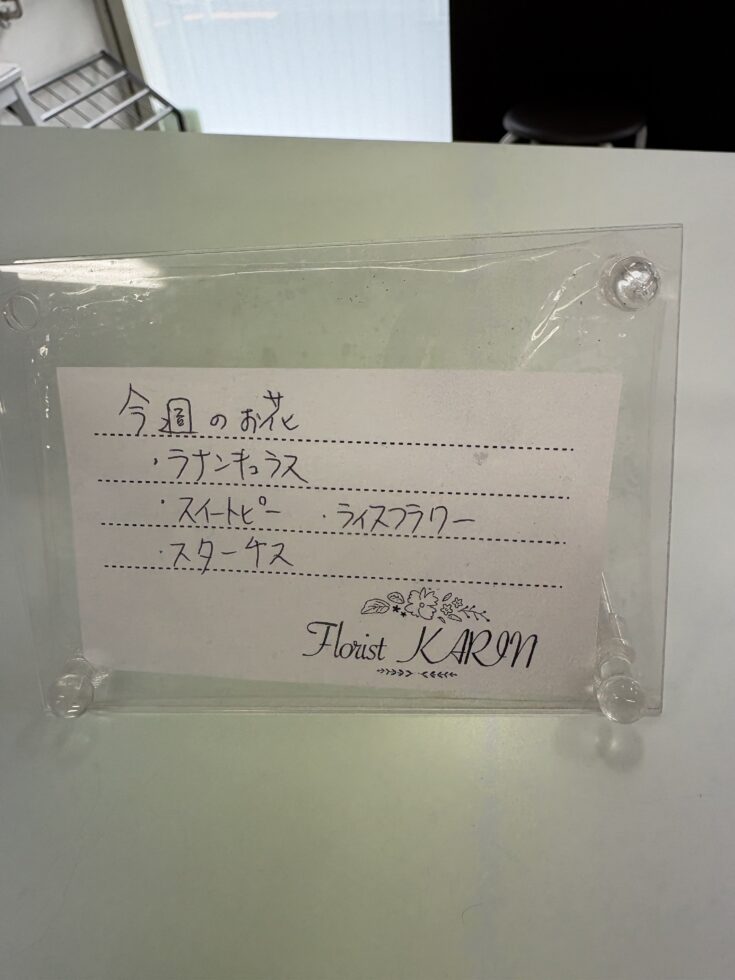 今週のお花
・ラナンキュラス
・スイートピー ・ライスフラワー
・スターチス
Florist KARIN